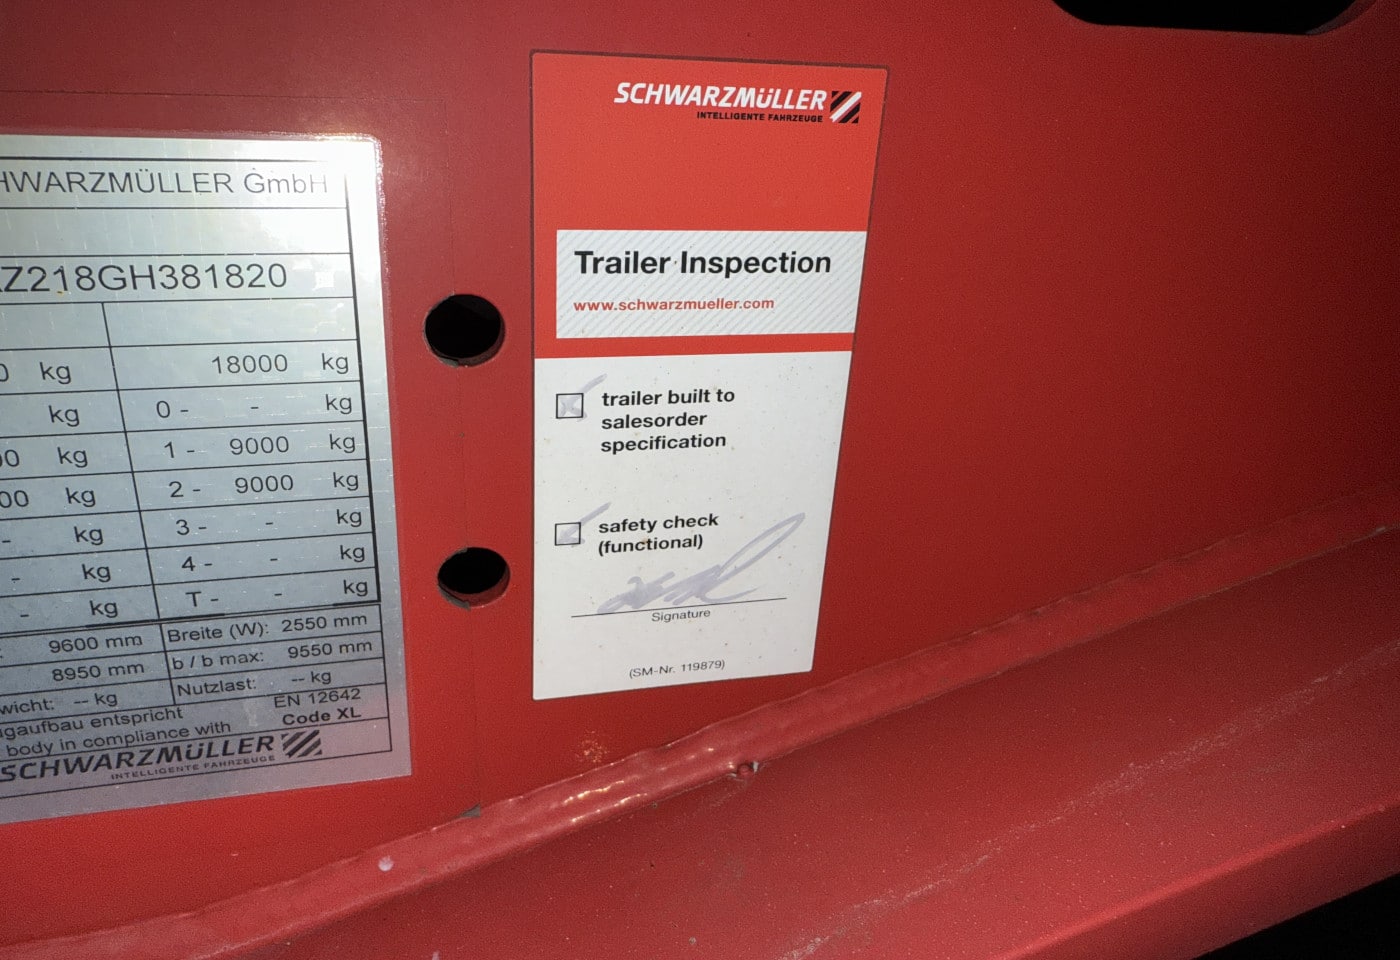 HWARZMÜLLER GmbH
Z218GH381820
0 kg 18000 kg
kg 0 - - kg
00 kg 1 - 9000 kg
00 kg 2 - 9000 kg
- kg 3 - - kg
- kg 4 - - kg
- kg T - - kg
9600 mm Breite (W): 2550 mm
8950 mm b / b max: 9550 mm
wicht: -- kg Nutzlast: -- kg
gaufbau entspricht EN 12642
body in compliance with Code XL
SCHWARZMÜLLER
INTELLIGENTE FAHRZEUGE
SCHWARZMÜLLER
INTELLIGENTE FAHRZEUGE
Trailer Inspection
www.schwarzmueller.com
trailer built to
salesorder
specification
safety check
(functional)
Signature
(SM-Nr. 119879)